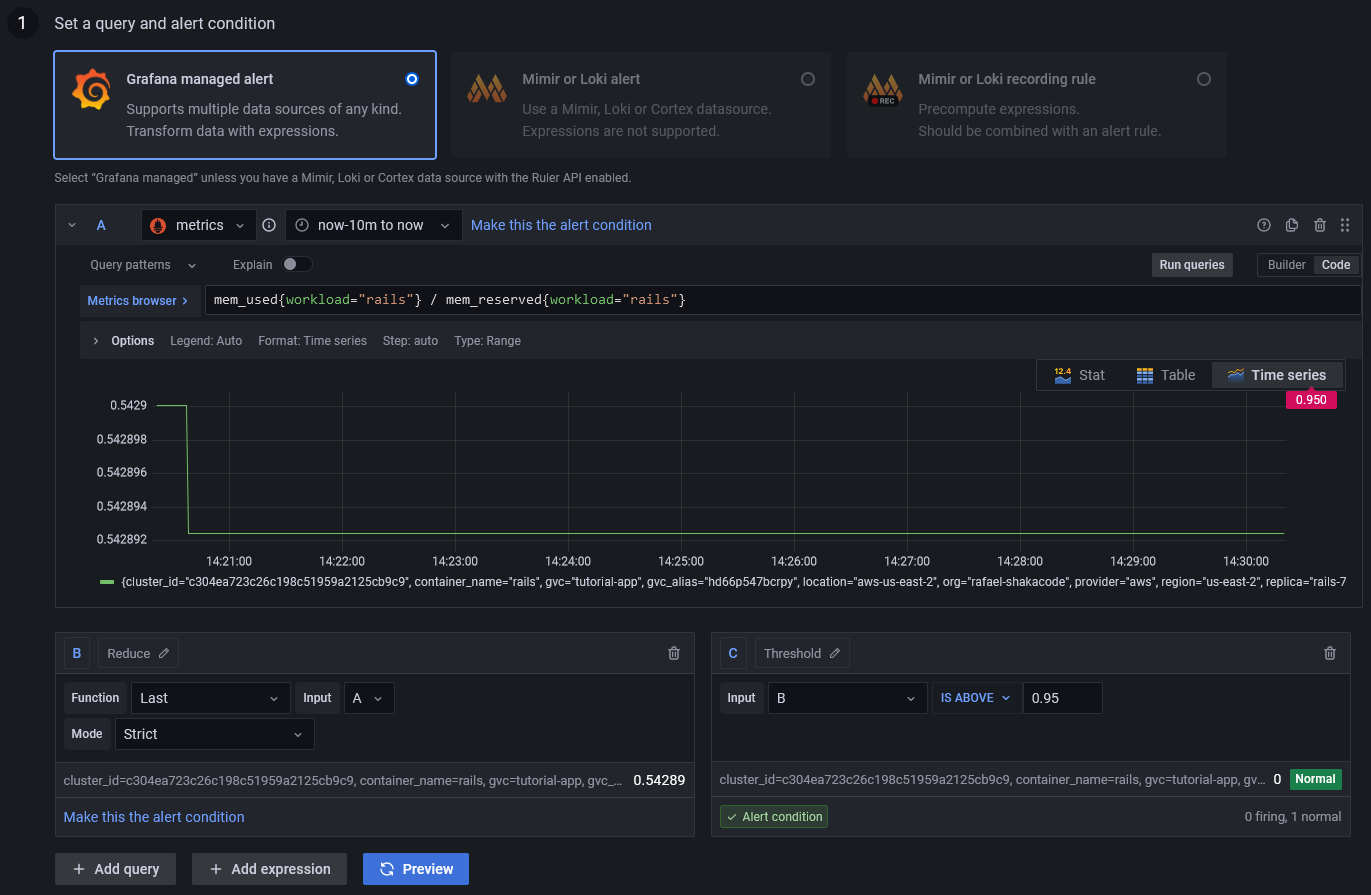 1 Set a query and alert condition
Grafana managed alert
Supports multiple data sources of any kind.
Transform data with expressions.
Mimir or Loki alert
Use a Mimir, Loki or Cortex datasource.
Expressions are not supported.
REC
Mimir or Loki recording rule
Precompute expressions.
Should be combined with an alert rule.
Select “Grafana managed” unless you have a Mimir, Loki or Cortex data source with the Ruler API enabled.
A metrics now-10m to now Make this the alert condition
Query patterns Explain Run queries Builder Code
Metrics browser > mem_used{workload="rails"} / mem_reserved{workload="rails"}
> Options Legend: Auto Format: Time series Step: auto Type: Range
12.4 Stat Table Time series
0.950
0.5429
0.542898
0.542896
0.542894
0.542892
14:21:00 14:22:00 14:23:00 14:24:00 14:25:00 14:26:00 14:27:00 14:28:00 14:29:00 14:30:00
{cluster_id="c304ea723c26c198c51959a2125cb9c9", container_name="rails", gvc="tutorial-app", gvc_alias="hd66p547bcrpy", location="aws-us-east-2", org="rafael-shakacode", provider="aws", region="us-east-2", replica="rails-7
B Reduce
Function Last Input A
Mode Strict
cluster_id=c304ea723c26c198c51959a2125cb9c9, container_name=rails, gvc=tutorial-app, gvc_... 0.54289
Make this the alert condition
C Threshold
Input B IS ABOVE 0.95
cluster_id=c304ea723c26c198c51959a2125cb9c9, container_name=rails, gvc=tutorial-app, gv... 0 Normal
Alert condition 0 firing, 1 normal
+ Add query + Add expression Preview